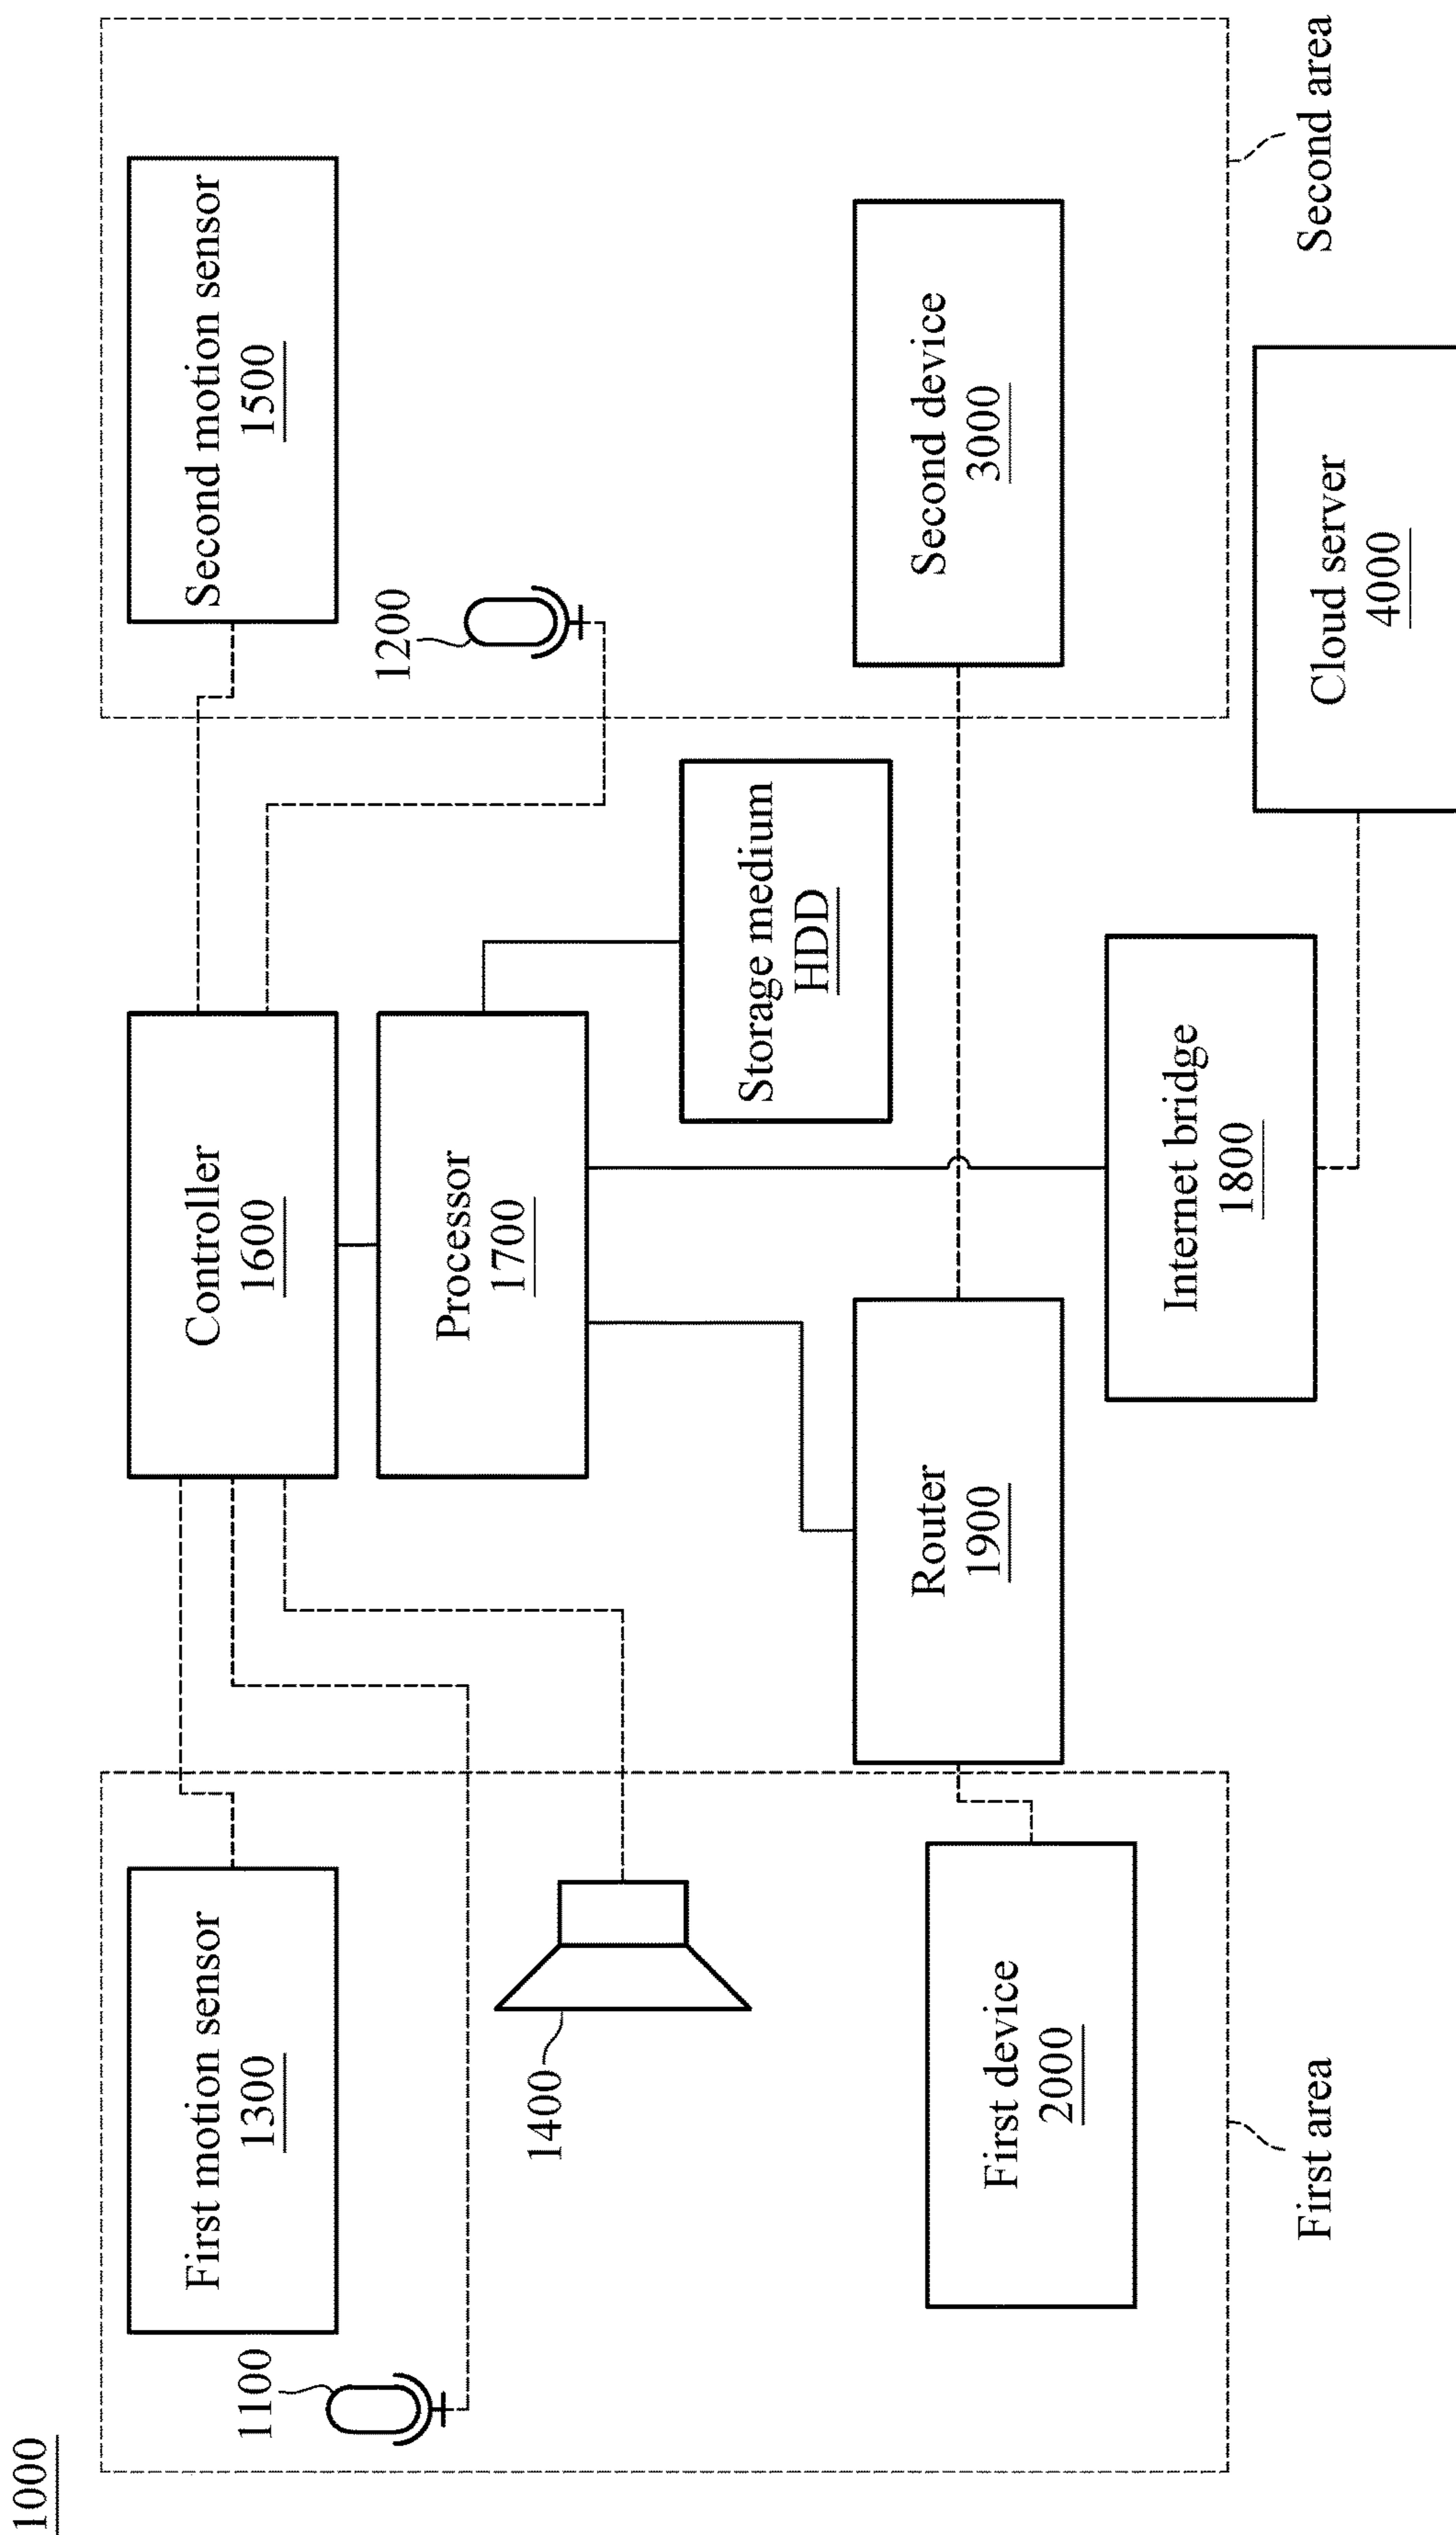 1000
First motion sensor
1300
1100
1400
First device
2000
First area
Controller
1600
Processor
1700
Storage medium
HDD
Router
1900
Internet bridge
1800
Second motion sensor
1500
1200
Second device
3000
Second area
Cloud server
4000